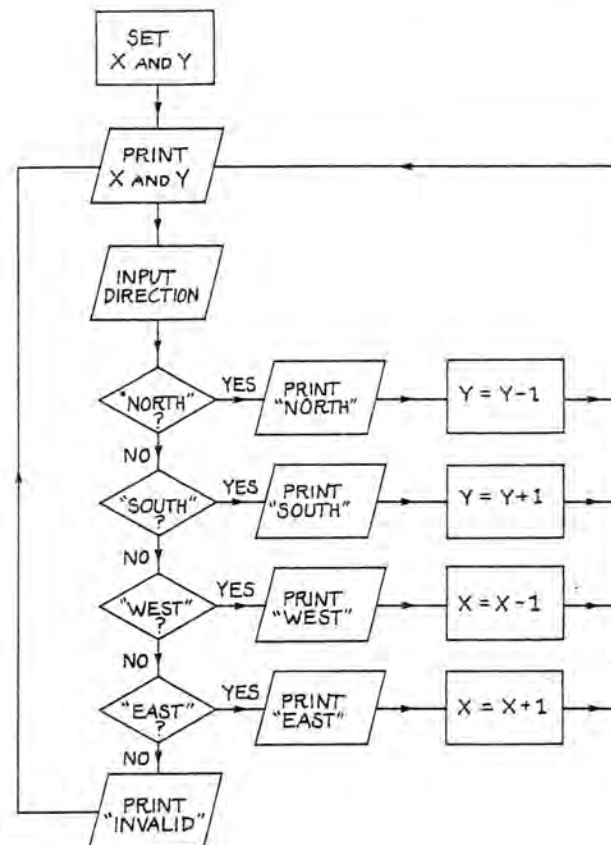 SET
X AND Y
PRINT
X AND Y
INPUT
DIRECTION
"NORTH"
?
YES
PRINT
"NORTH"
Y = Y-1
NO
"SOUTH"
?
YES
PRINT
"SOUTH"
Y = Y+1
NO
"WEST"
?
YES
PRINT
"WEST"
X = X-1
NO
"EAST"
?
YES
PRINT
"EAST"
X = X+1
NO
PRINT
"INVALID"